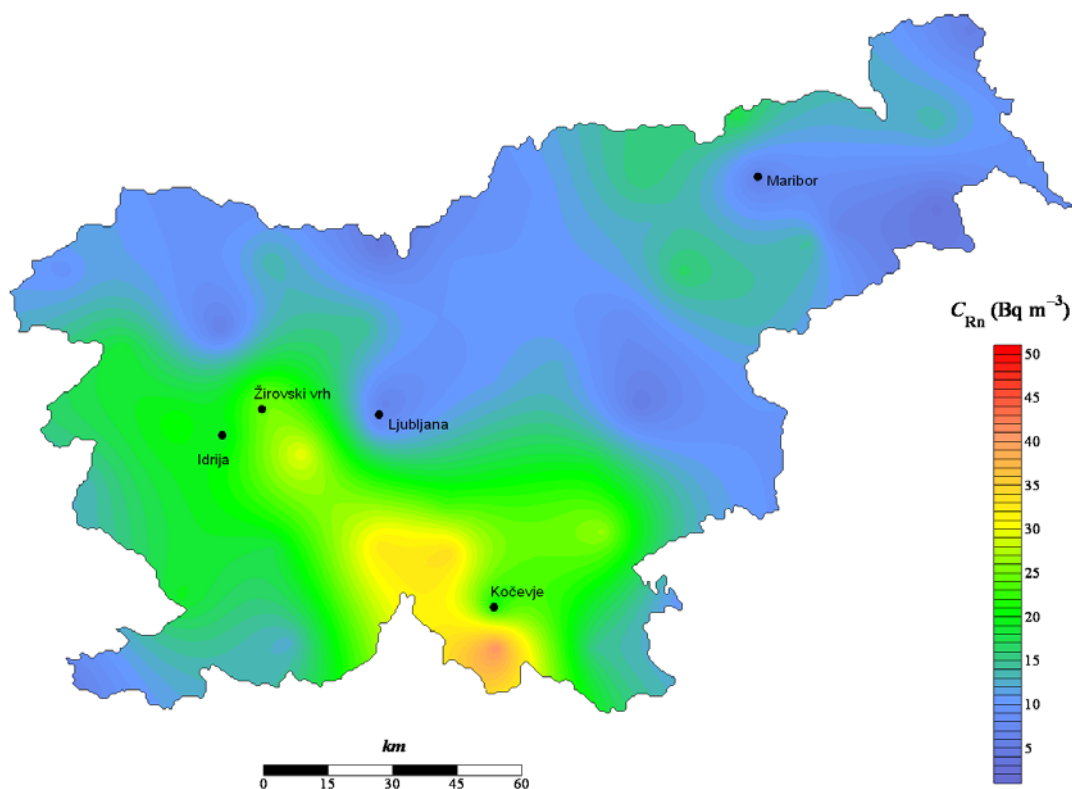 Maribor
C_Rn (Bq m⁻³)
Žirovski vrh
Ljubljana
Idrija
Kočevje
50
45
40
35
30
25
20
15
10
5
km
0 15 30 45 60